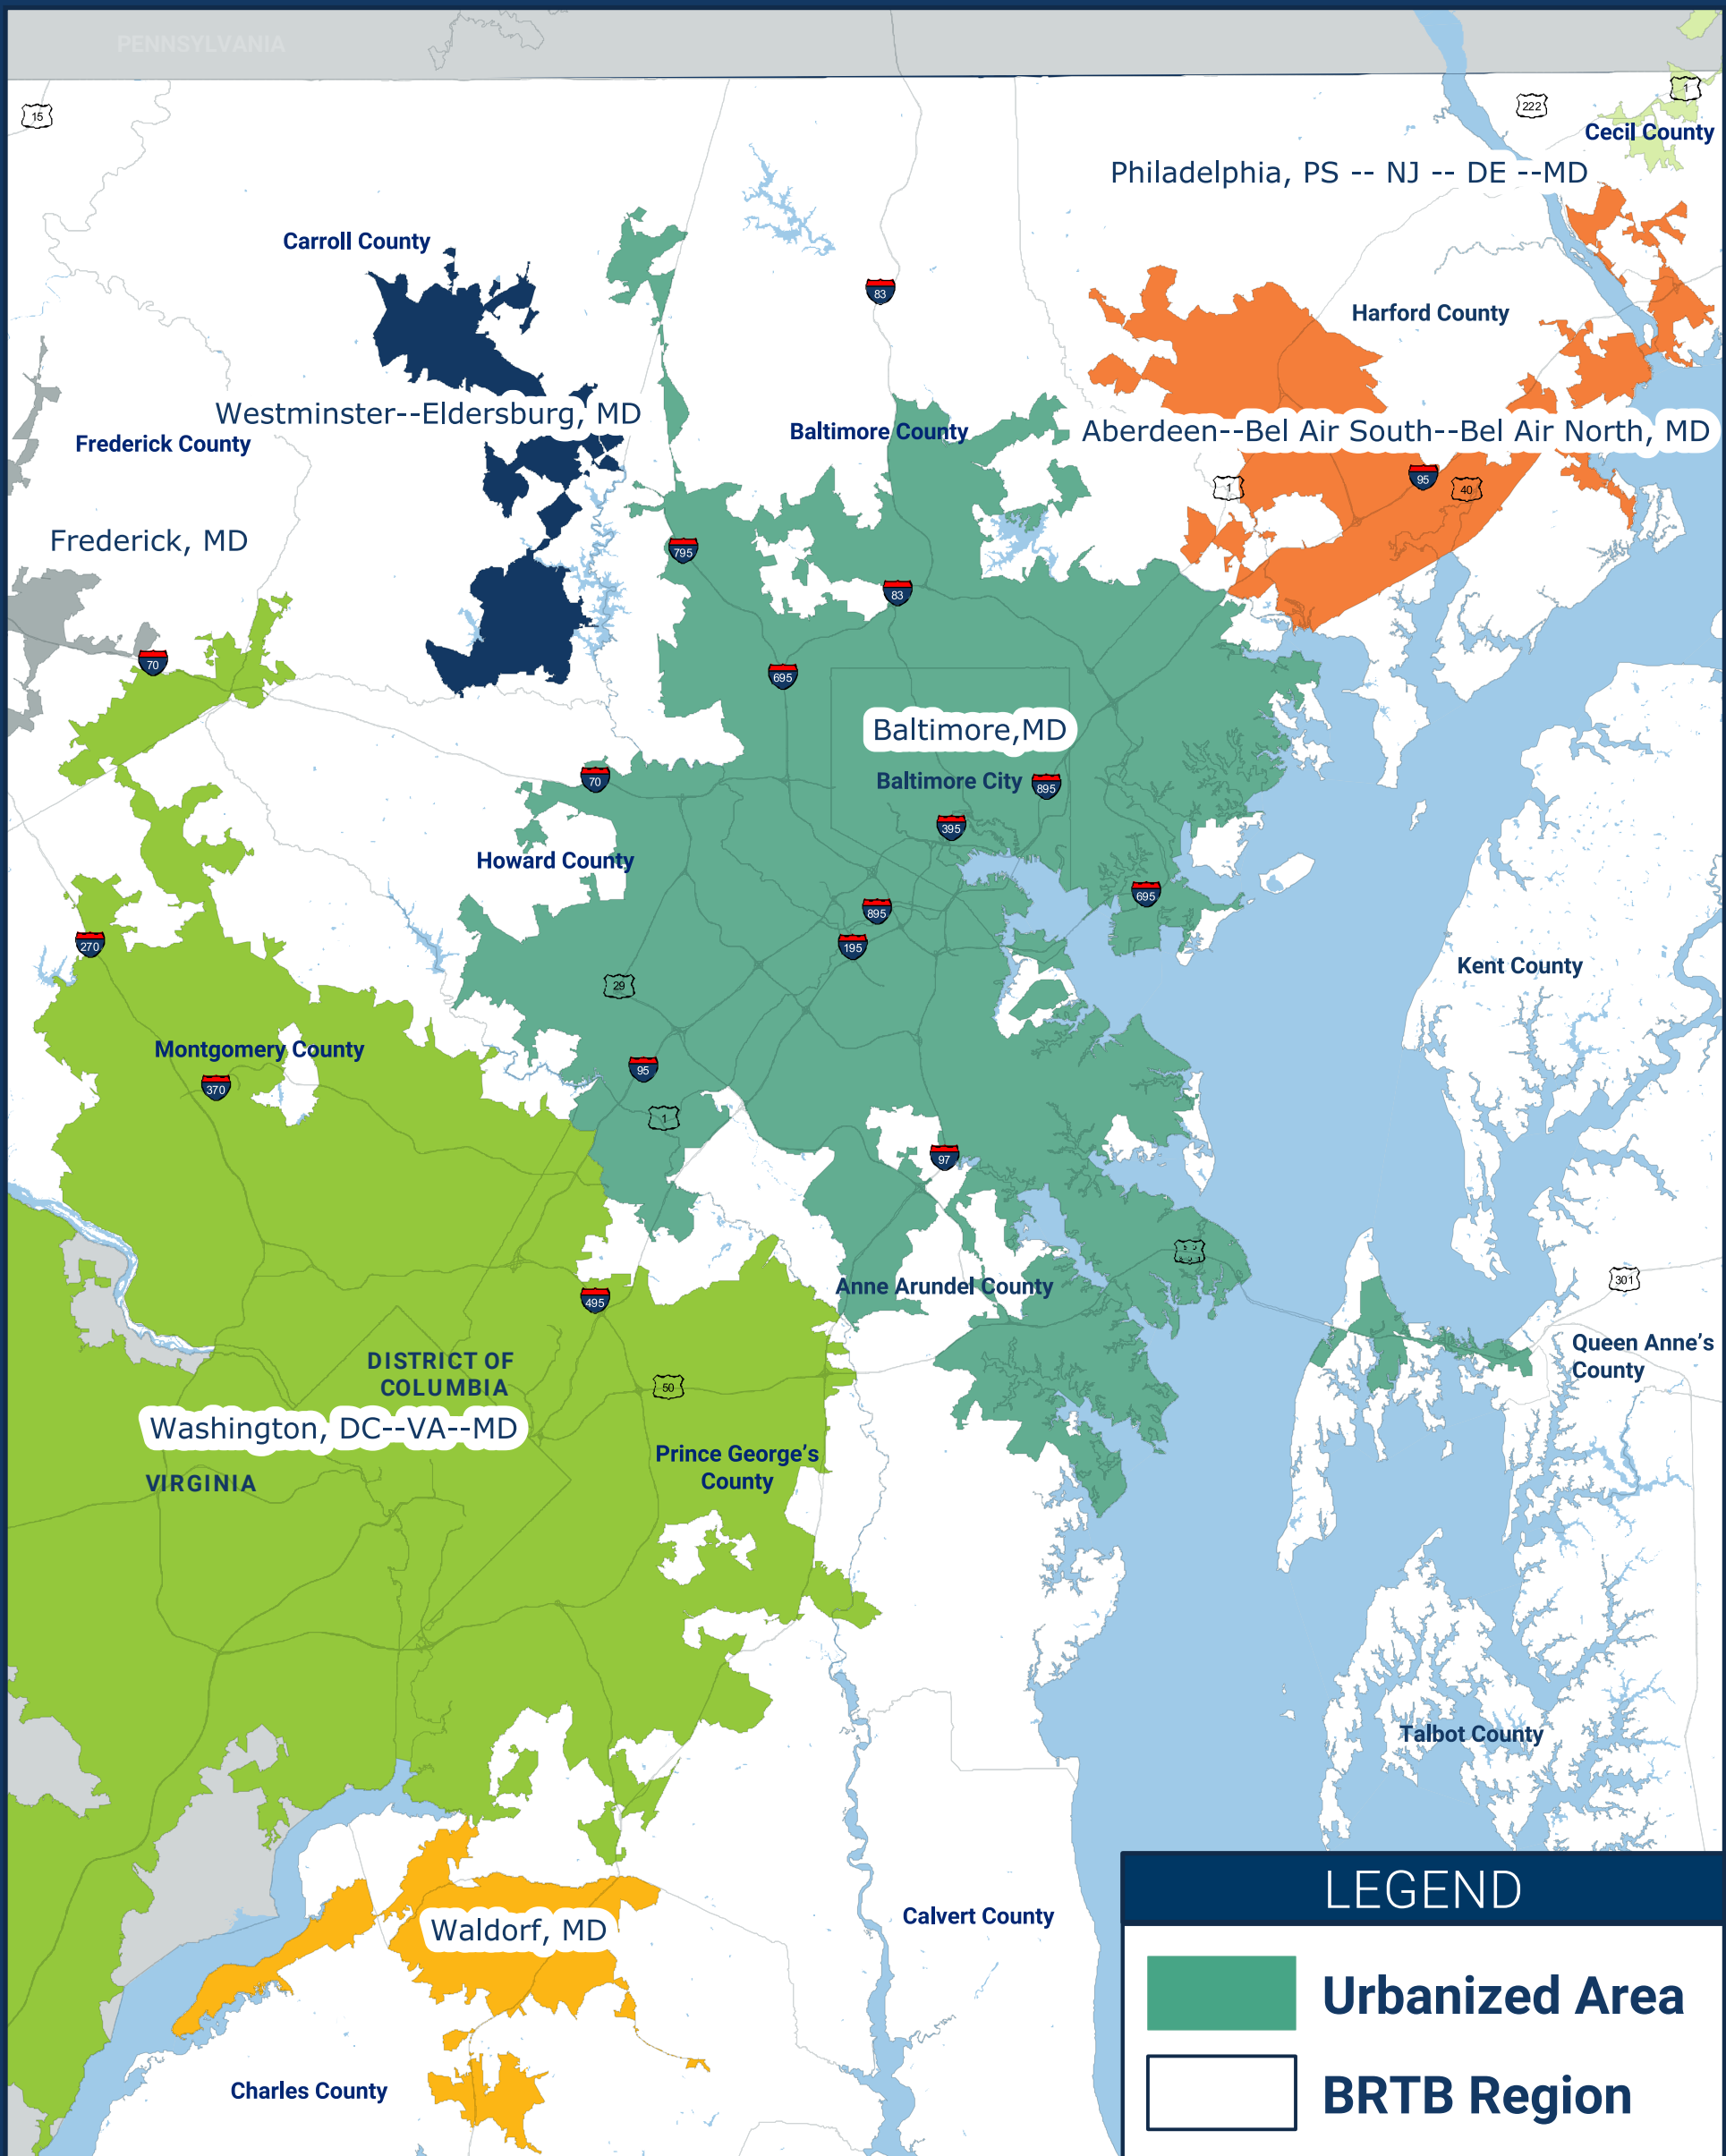 PENNSYLVANIA
15
222
1
Cecil County
Philadelphia, PS -- NJ -- DE --MD
Carroll County
83
Harford County
Westminster--Eldersburg, MD
Frederick County
Baltimore County
Aberdeen--Bel Air South--Bel Air North, MD
95
1
40
Frederick, MD
795
83
70
695
Baltimore,MD
70
Baltimore City
895
395
Howard County
695
895
270
195
Kent County
29
Montgomery County
95
370
1
97
Anne Arundel County
301
495
Queen Anne's
County
DISTRICT OF
COLUMBIA
50
Washington, DC--VA--MD
Prince George's
County
VIRGINIA
Talbot County
LEGEND
Calvert County
Waldorf, MD
Urbanized Area
Charles County
BRTB Region